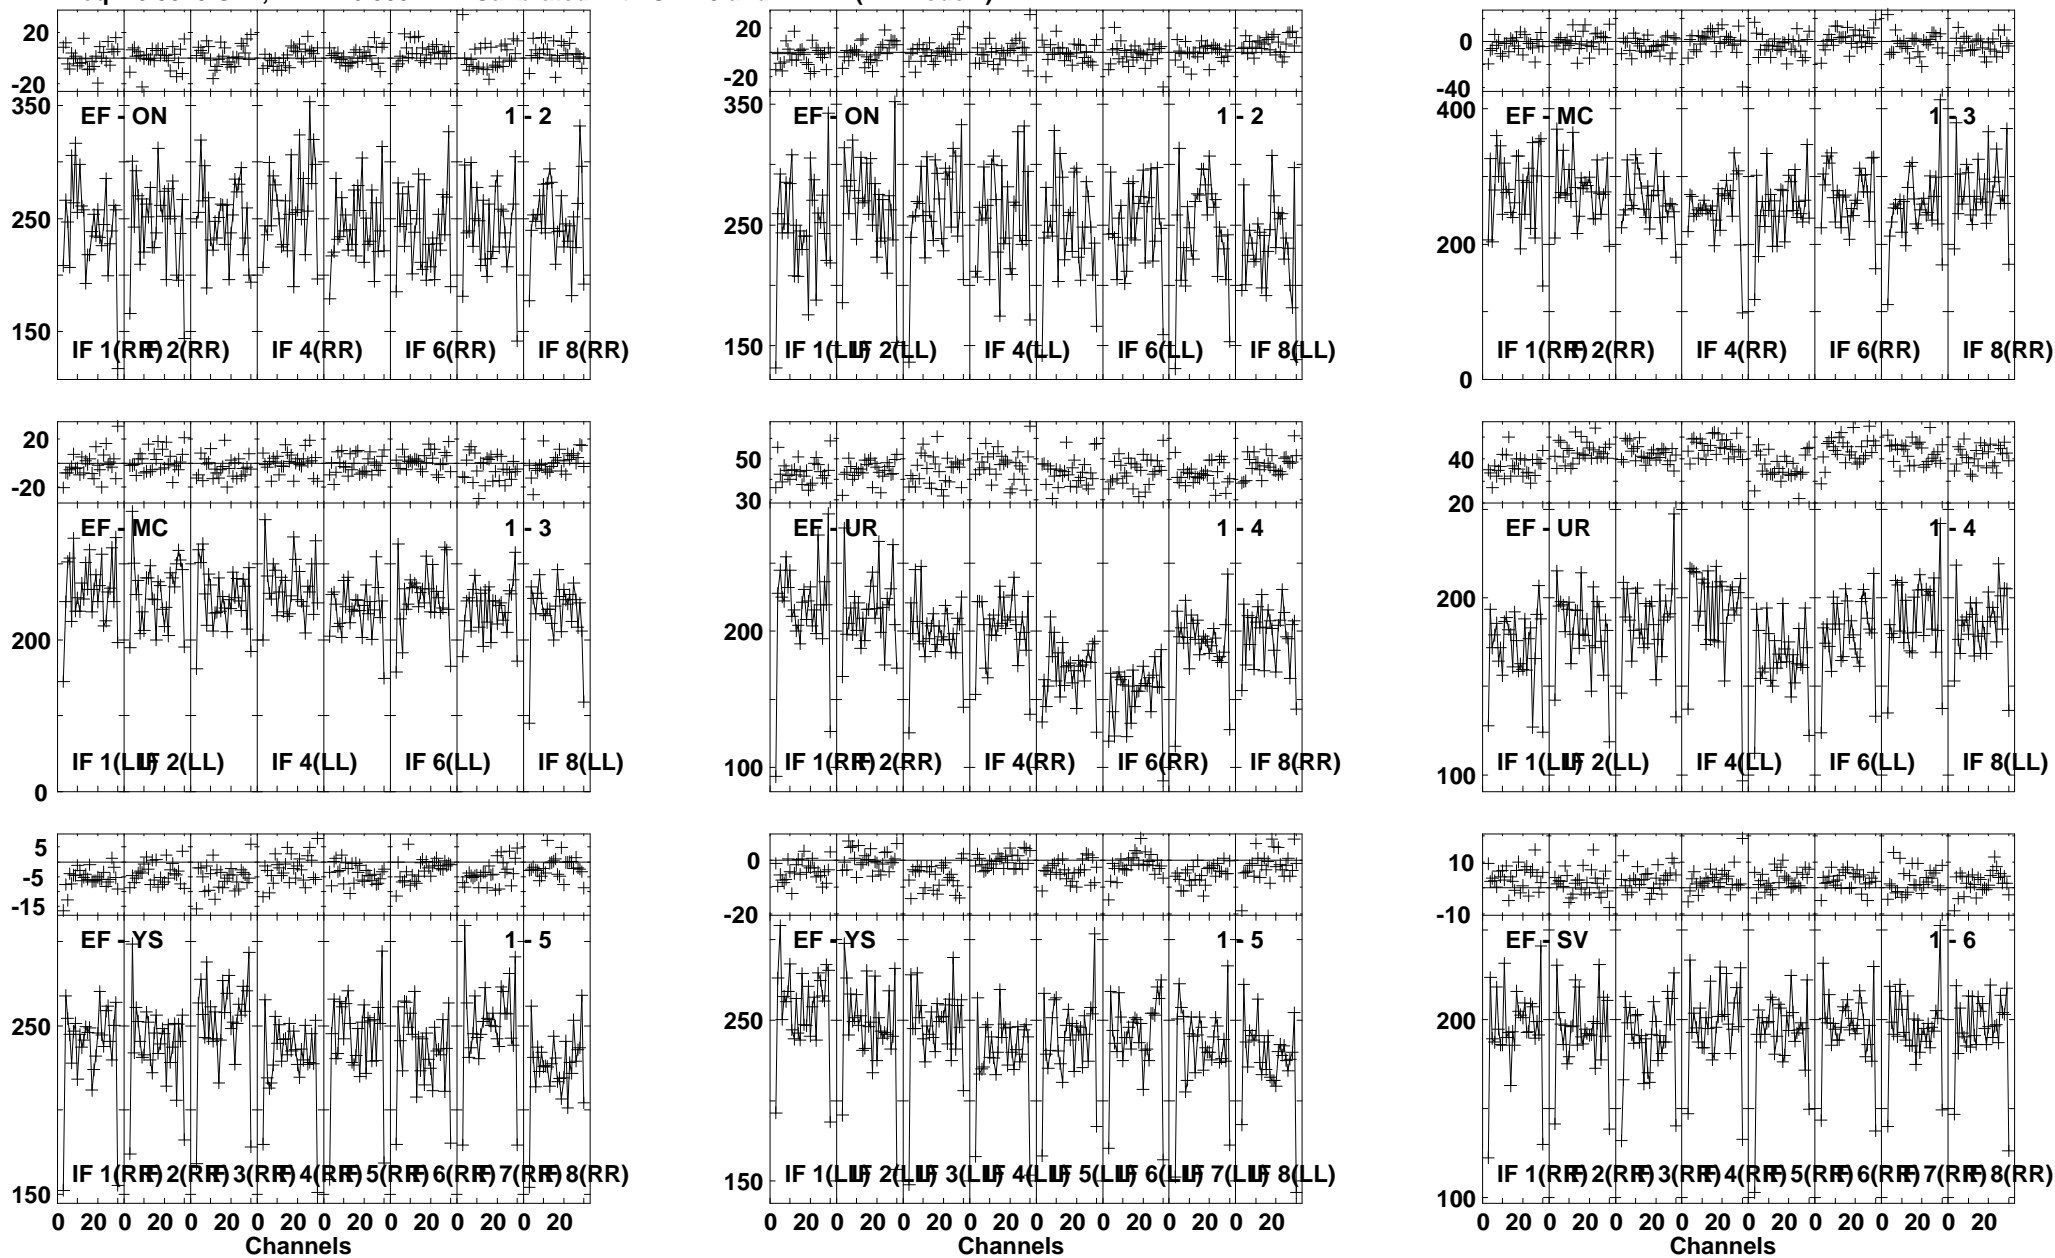 20
-20
350
EF - ON 1 - 2
250
150
IF 1(RR) IF 2(RR) IF 4(RR) IF 6(RR) IF 8(RR)
20
-20
350
EF - ON 1 - 2
250
150
IF 1(LL) IF 2(LL) IF 4(LL) IF 6(LL) IF 8(LL)
0
-40
400
EF - MC 1 - 3
200
IF 1(RR) IF 2(RR) IF 4(RR) IF 6(RR) IF 8(RR)
0
20
-20
EF - MC 1 - 3
200
IF 1(LL) IF 2(LL) IF 4(LL) IF 6(LL) IF 8(LL)
0
50
30
EF - UR 1 - 4
200
100
IF 1(RR) IF 2(RR) IF 4(RR) IF 6(RR) IF 8(RR)
40
20
EF - UR 1 - 4
200
IF 1(LL) IF 2(LL) IF 4(LL) IF 6(LL) IF 8(LL)
100
5
-5
-15
EF - YS 1 - 5
250
IF 1(RR) IF 2(RR) IF 3(RR) IF 4(RR) IF 5(RR) IF 6(RR) IF 7(RR) IF 8(RR)
150
0 20 0 20 0 20 0 20 0 20 0 20 0 20 0 20
Channels
0
-20
EF - YS 1 - 5
250
IF 1(LL) IF 2(LL) IF 3(LL) IF 4(LL) IF 5(LL) IF 6(LL) IF 7(LL) IF 8(LL)
150
0 20 0 20 0 20 0 20 0 20 0 20 0 20 0 20
Channels
10
-10
EF - SV 1 - 6
200
IF 1(RR) IF 2(RR) IF 3(RR) IF 4(RR) IF 5(RR) IF 6(RR) IF 7(RR) IF 8(RR)
100
0 20 0 20 0 20 0 20 0 20 0 20 0 20 0 20
Channels